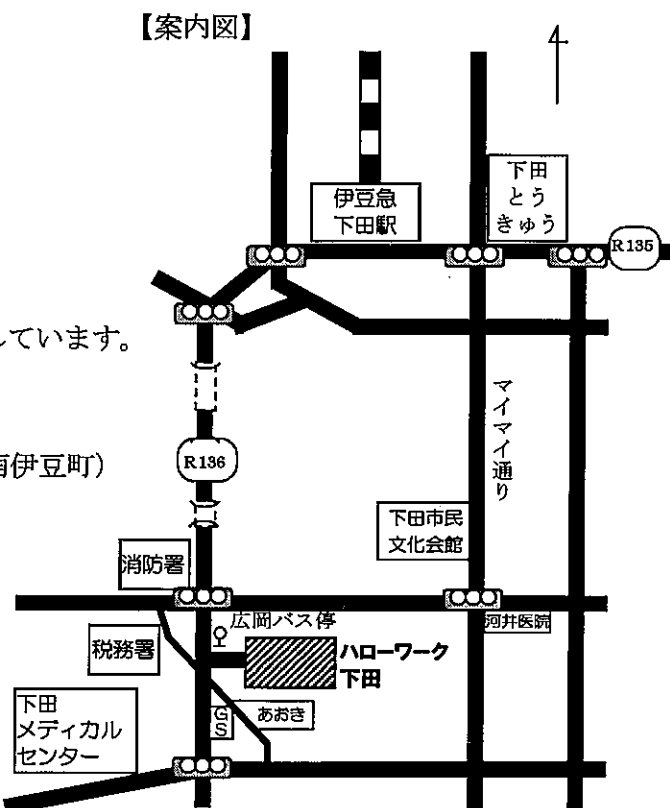 【案内図】
4
伊豆急
下田駅
下田
とう
きゅう
R135
しています。
マイマイ通り
R136
南伊豆町）
下田市民
文化会館
消防署
広岡バス停
河井医院
税務署
ハローワーク
下田
下田
メディカル
センター
GS
あおき